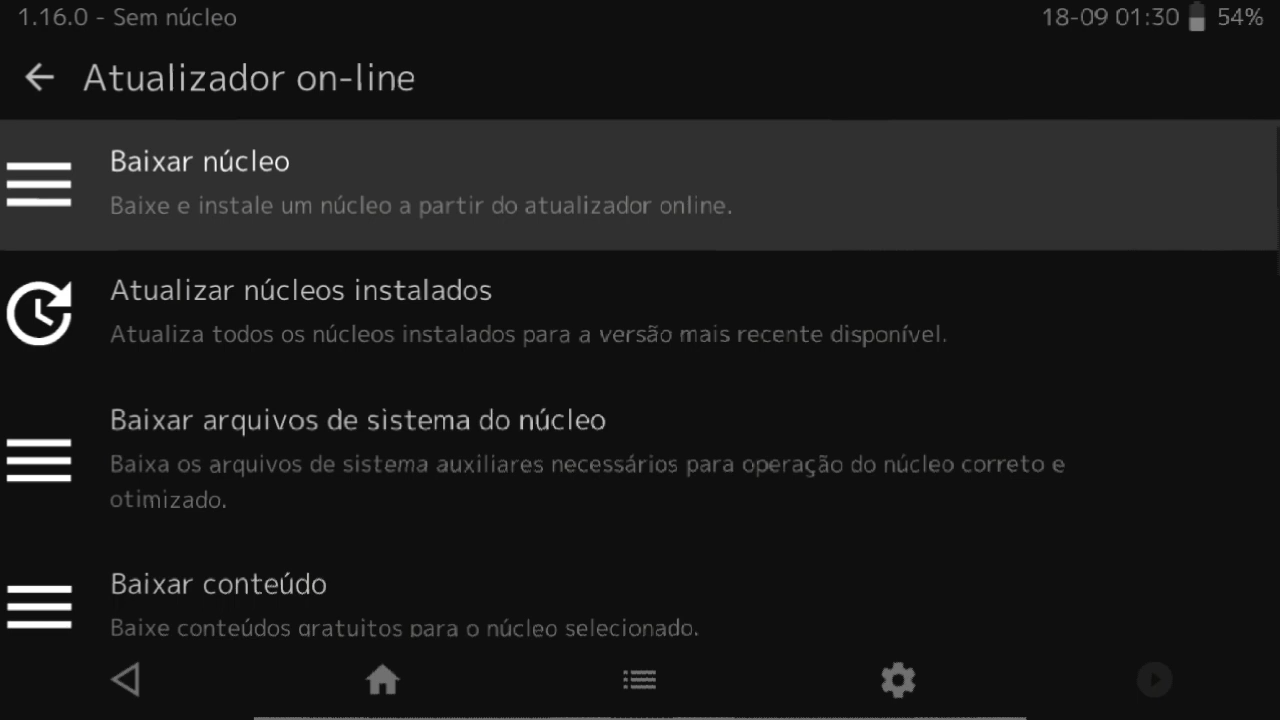 1.16.0 - Sem núcleo
18-09 01:30 54%
Atualizador on-line
Baixar núcleo
Baixe e instale um núcleo a partir do atualizador online.
Atualizar núcleos instalados
Atualiza todos os núcleos instalados para a versão mais recente disponível.
Baixar arquivos de sistema do núcleo
Baixa os arquivos de sistema auxiliares necessários para operação do núcleo correto e
otimizado.
Baixar conteúdo
Baixe conteúdos gratuitos para o núcleo selecionado.